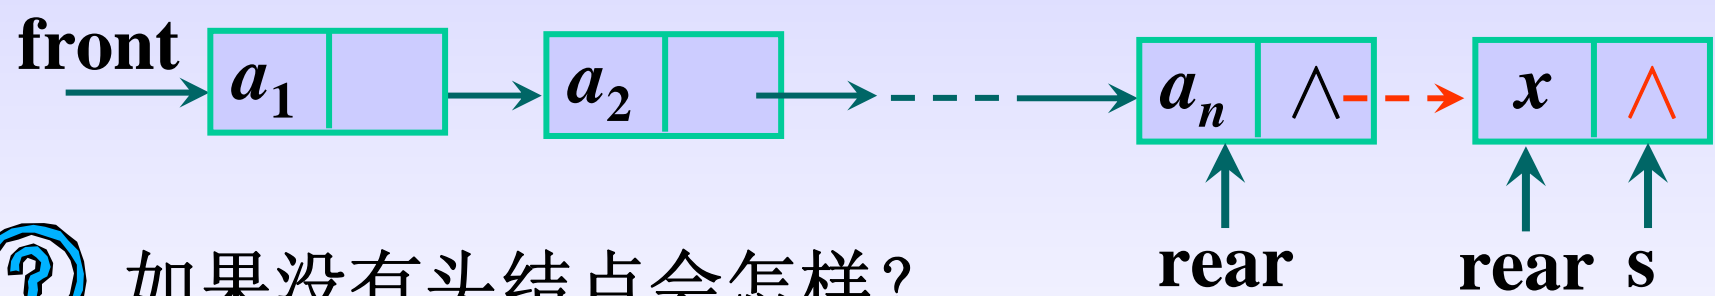 front a₁ a₂ aₙ ∧ x ∧
rear rear s
如果没有头结点会怎样?